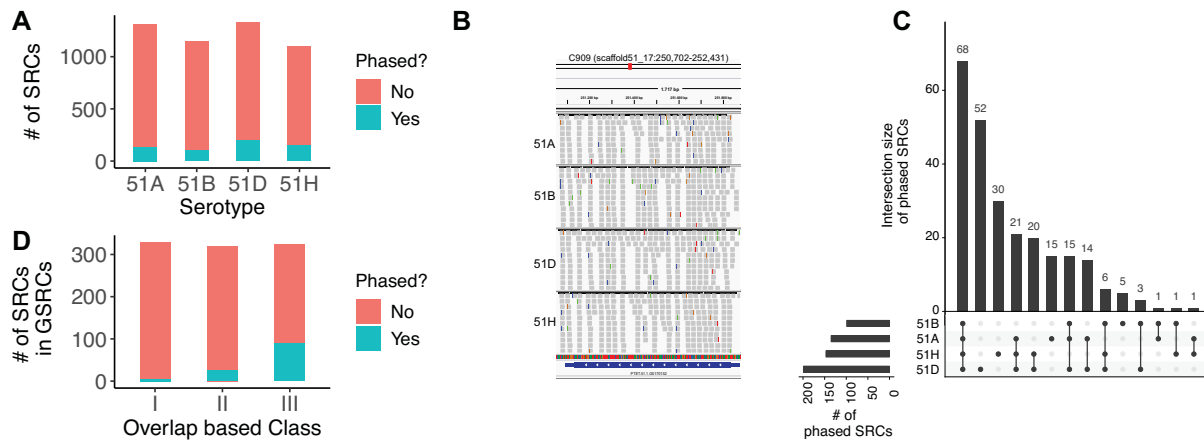 A
# of SRCs
1000
500
0
51A 51B 51D 51H
Serotype
Phased?
No
Yes
B
C909 (scaffold51_17:250,702-252,431)
1.717 bp
51A
51B
51D
51H
C
Intersection size
of phased SRCs
60
40
20
0
68
52
30
21
20
15
15
14
6
5
3
1
1
1
51B
51A
51H
51D
200 150 100 50 0
# of
phased SRCs
D
# of SRCs
in GSRCs
300
200
100
0
I II III
Overlap based Class
Phased?
No
Yes